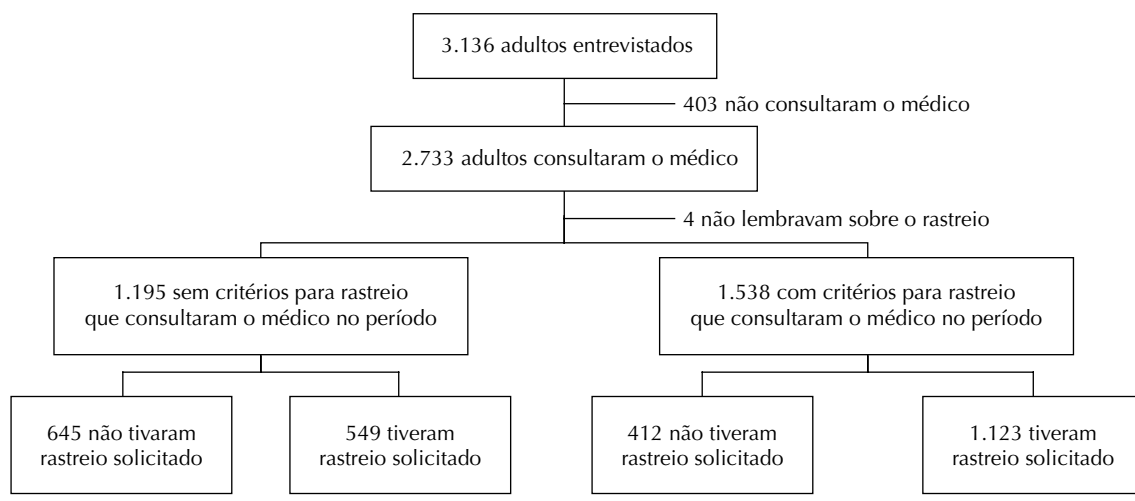 3.136 adultos entrevistados
403 não consultaram o médico
2.733 adultos consultaram o médico
4 não lembravam sobre o rastreio
1.195 sem critérios para rastreio
que consultaram o médico no período
1.538 com critérios para rastreio
que consultaram o médico no período
645 não tivaram
rastreio solicitado
549 tiveram
rastreio solicitado
412 não tiveram
rastreio solicitado
1.123 tiveram
rastreio solicitado